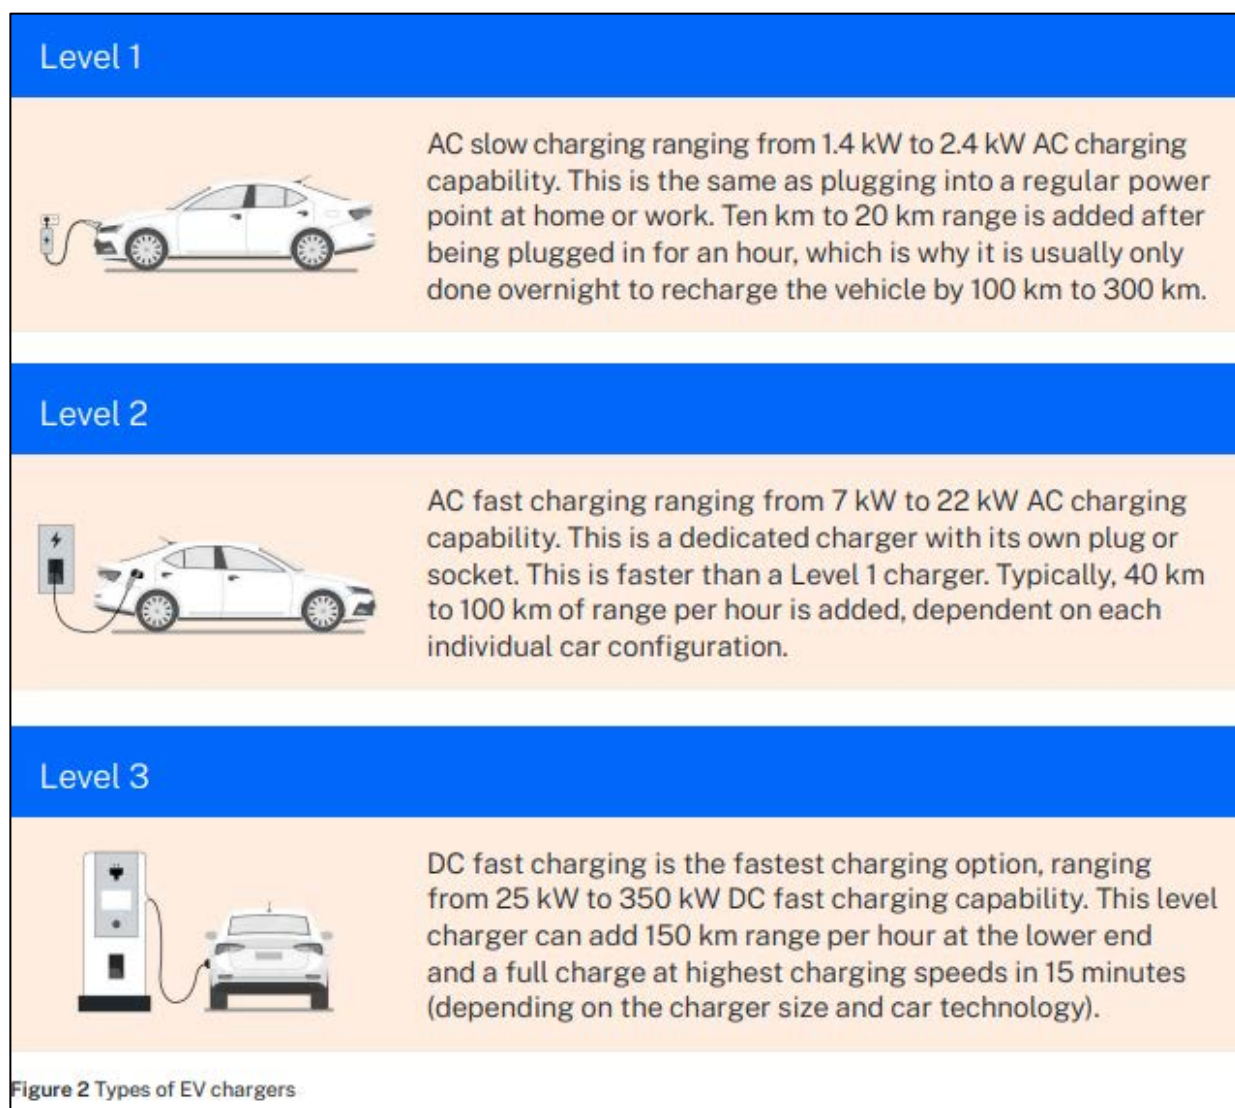 Level 1
AC slow charging ranging from 1.4 kW to 2.4 kW AC charging
capability. This is the same as plugging into a regular power
point at home or work. Ten km to 20 km range is added after
being plugged in for an hour, which is why it is usually only
done overnight to recharge the vehicle by 100 km to 300 km.
Level 2
AC fast charging ranging from 7 kW to 22 kW AC charging
capability. This is a dedicated charger with its own plug or
socket. This is faster than a Level 1 charger. Typically, 40 km
to 100 km of range per hour is added, dependent on each
individual car configuration.
Level 3
DC fast charging is the fastest charging option, ranging
from 25 kW to 350 kW DC fast charging capability. This level
charger can add 150 km range per hour at the lower end
and a full charge at highest charging speeds in 15 minutes
(depending on the charger size and car technology).
Figure 2 Types of EV chargers